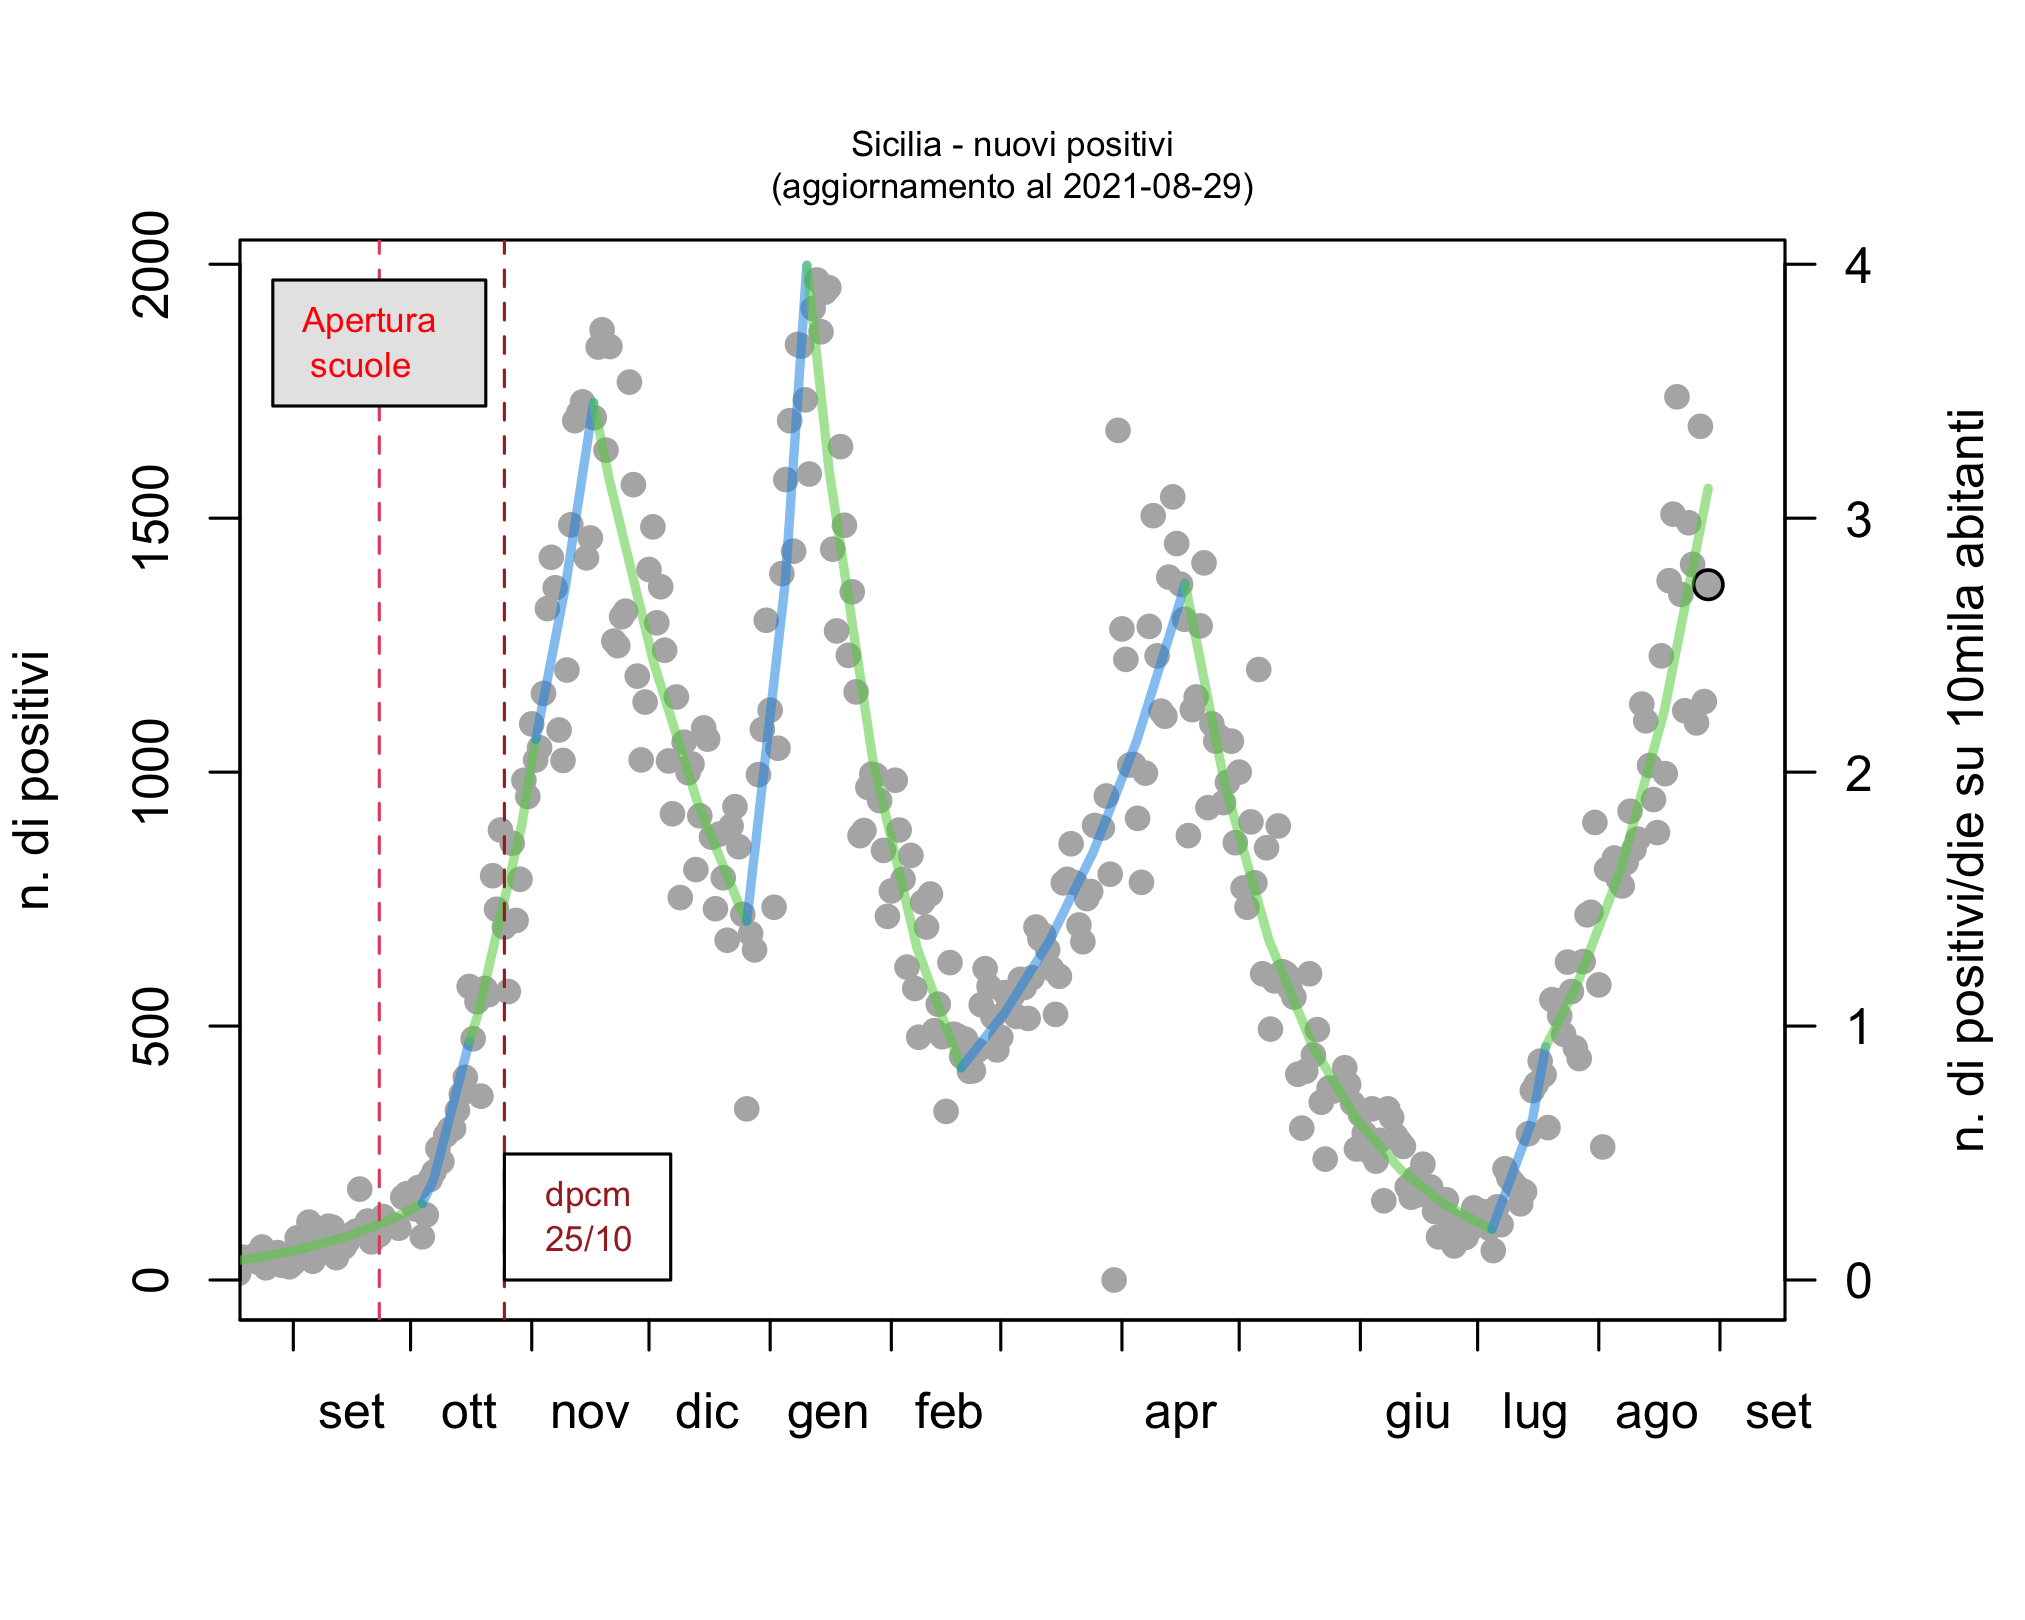 Sicilia - nuovi positivi
(aggiornamento al 2021-08-29)
n. di positivi
2000
1500
1000
500
0
Apertura
scuole
dpcm
25/10
4
3
2
1
0
n. di positivi/die su 10mila abitanti
set ott nov dic gen feb apr giu lug ago set